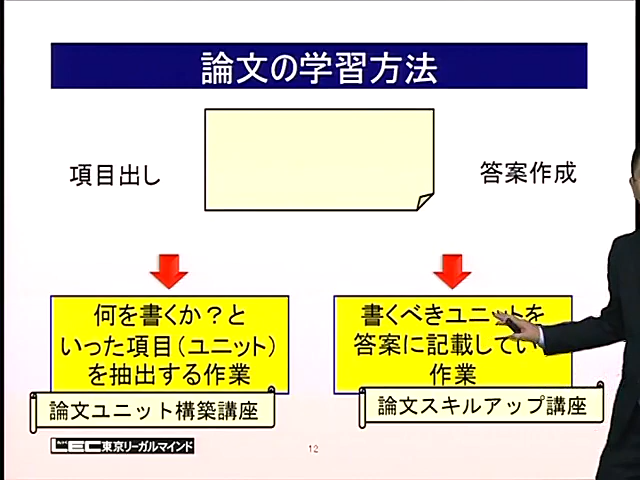 論文の学習方法
項目出し
答案作成
何を書くか？と
いった項目（ユニット）
を抽出する作業
論文ユニット構築講座
書くべきユニットを
答案に記載してい
作業
論文スキルアップ講座
LEC東京リーガルマインド
12